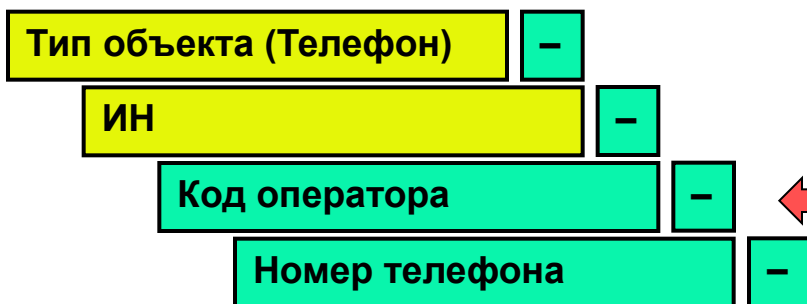 Тип объекта (Телефон) –
ИН –
Код оператора –
Номер телефона –